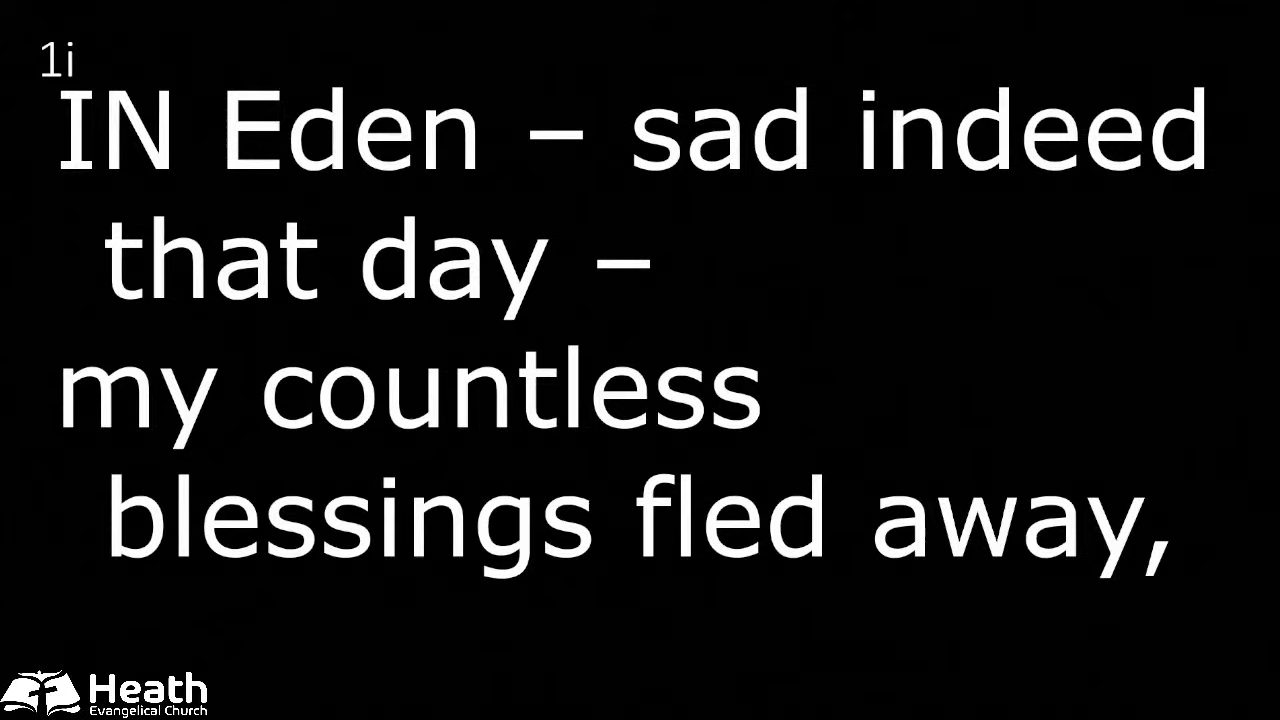 1i
IN Eden – sad indeed
that day –
my countless
blessings fled away,
Heath
Evangelical Church